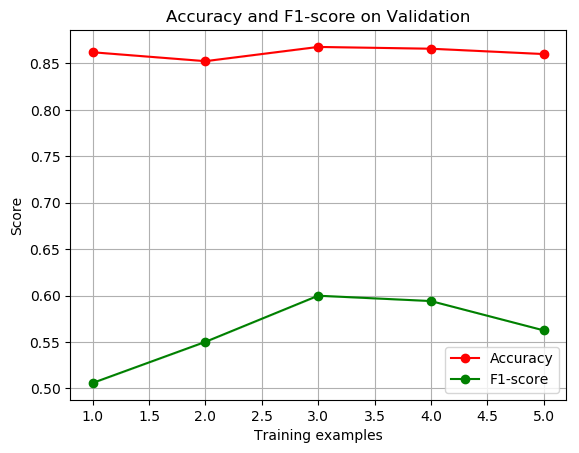 Accuracy and F1-score on Validation
Score
0.85
0.80
0.75
0.70
0.65
0.60
0.55
0.50
Accuracy
F1-score
1.0 1.5 2.0 2.5 3.0 3.5 4.0 4.5 5.0
Training examples